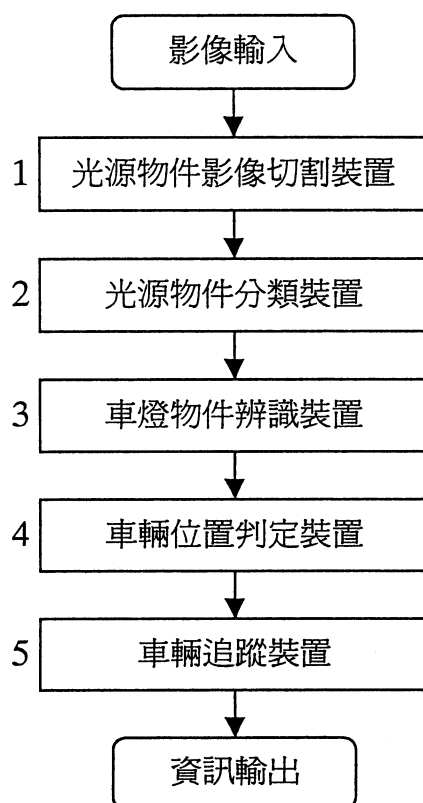 影像輸入
1 光源物件影像切割裝置
2 光源物件分類裝置
3 車燈物件辨識裝置
4 車輛位置判定裝置
5 車輛追蹤裝置
資訊輸出